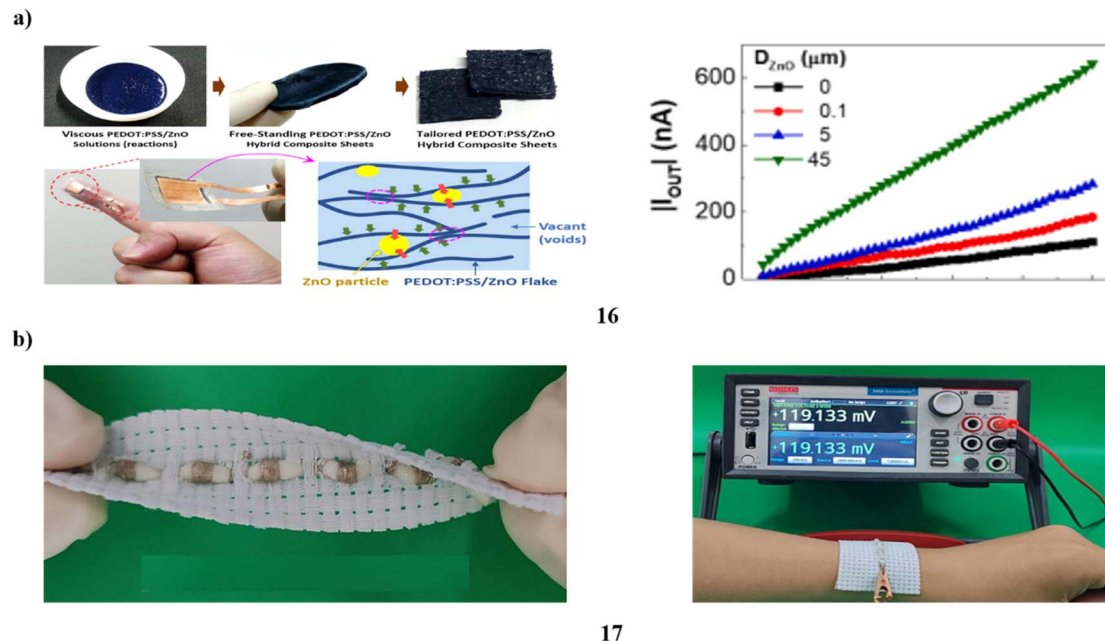 a)
Viscous PEDOT:PSS/ZnO
Solutions (reactions)
Free-Standing PEDOT:PSS/ZnO
Hybrid Composite Sheets
Tailored PEDOT:PSS/ZnO
Hybrid Composite Sheets
Vacant
(voids)
ZnO particle
PEDOT:PSS/ZnO Flake
D_ZnO (μm)
0
0.1
5
45
|I_OUT| (nA)
600
400
200
0
16
b)
KEITHLEY
+119.133 mV
+119.133 mV
POWER
17